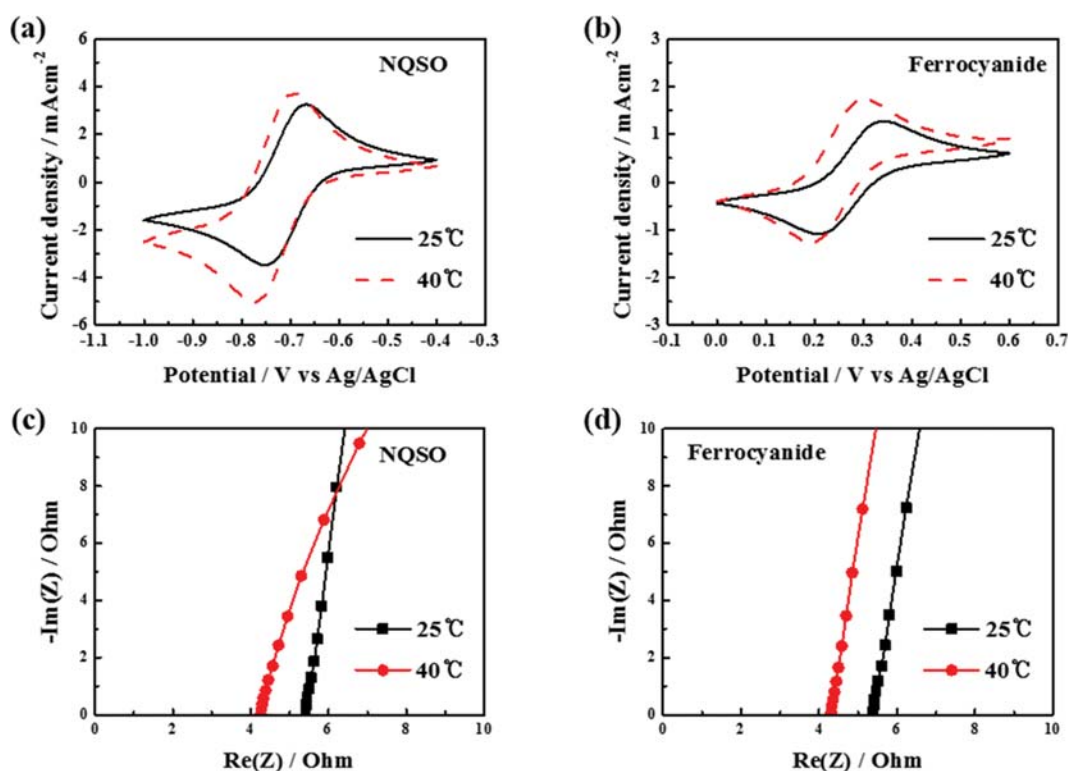 (a)
NQSO
Current density / mAcm-2
6
4
2
0
-2
-4
-6
25℃
40℃
-1.1 -1.0 -0.9 -0.8 -0.7 -0.6 -0.5 -0.4 -0.3
Potential / V vs Ag/AgCl
(b)
Ferrocyanide
Current density / mAcm-2
3
2
1
0
-1
-2
-3
25℃
40℃
0.0 0.1 0.2 0.3 0.4 0.5 0.6 0.7
Potential / V vs Ag/AgCl
(c)
NQSO
-Im(Z) / Ohm
10
8
6
4
2
0
25℃
40℃
0 2 4 6 8 10
Re(Z) / Ohm
(d)
Ferrocyanide
-Im(Z) / Ohm
10
8
6
4
2
0
25℃
40℃
0 2 4 6 8 10
Re(Z) / Ohm